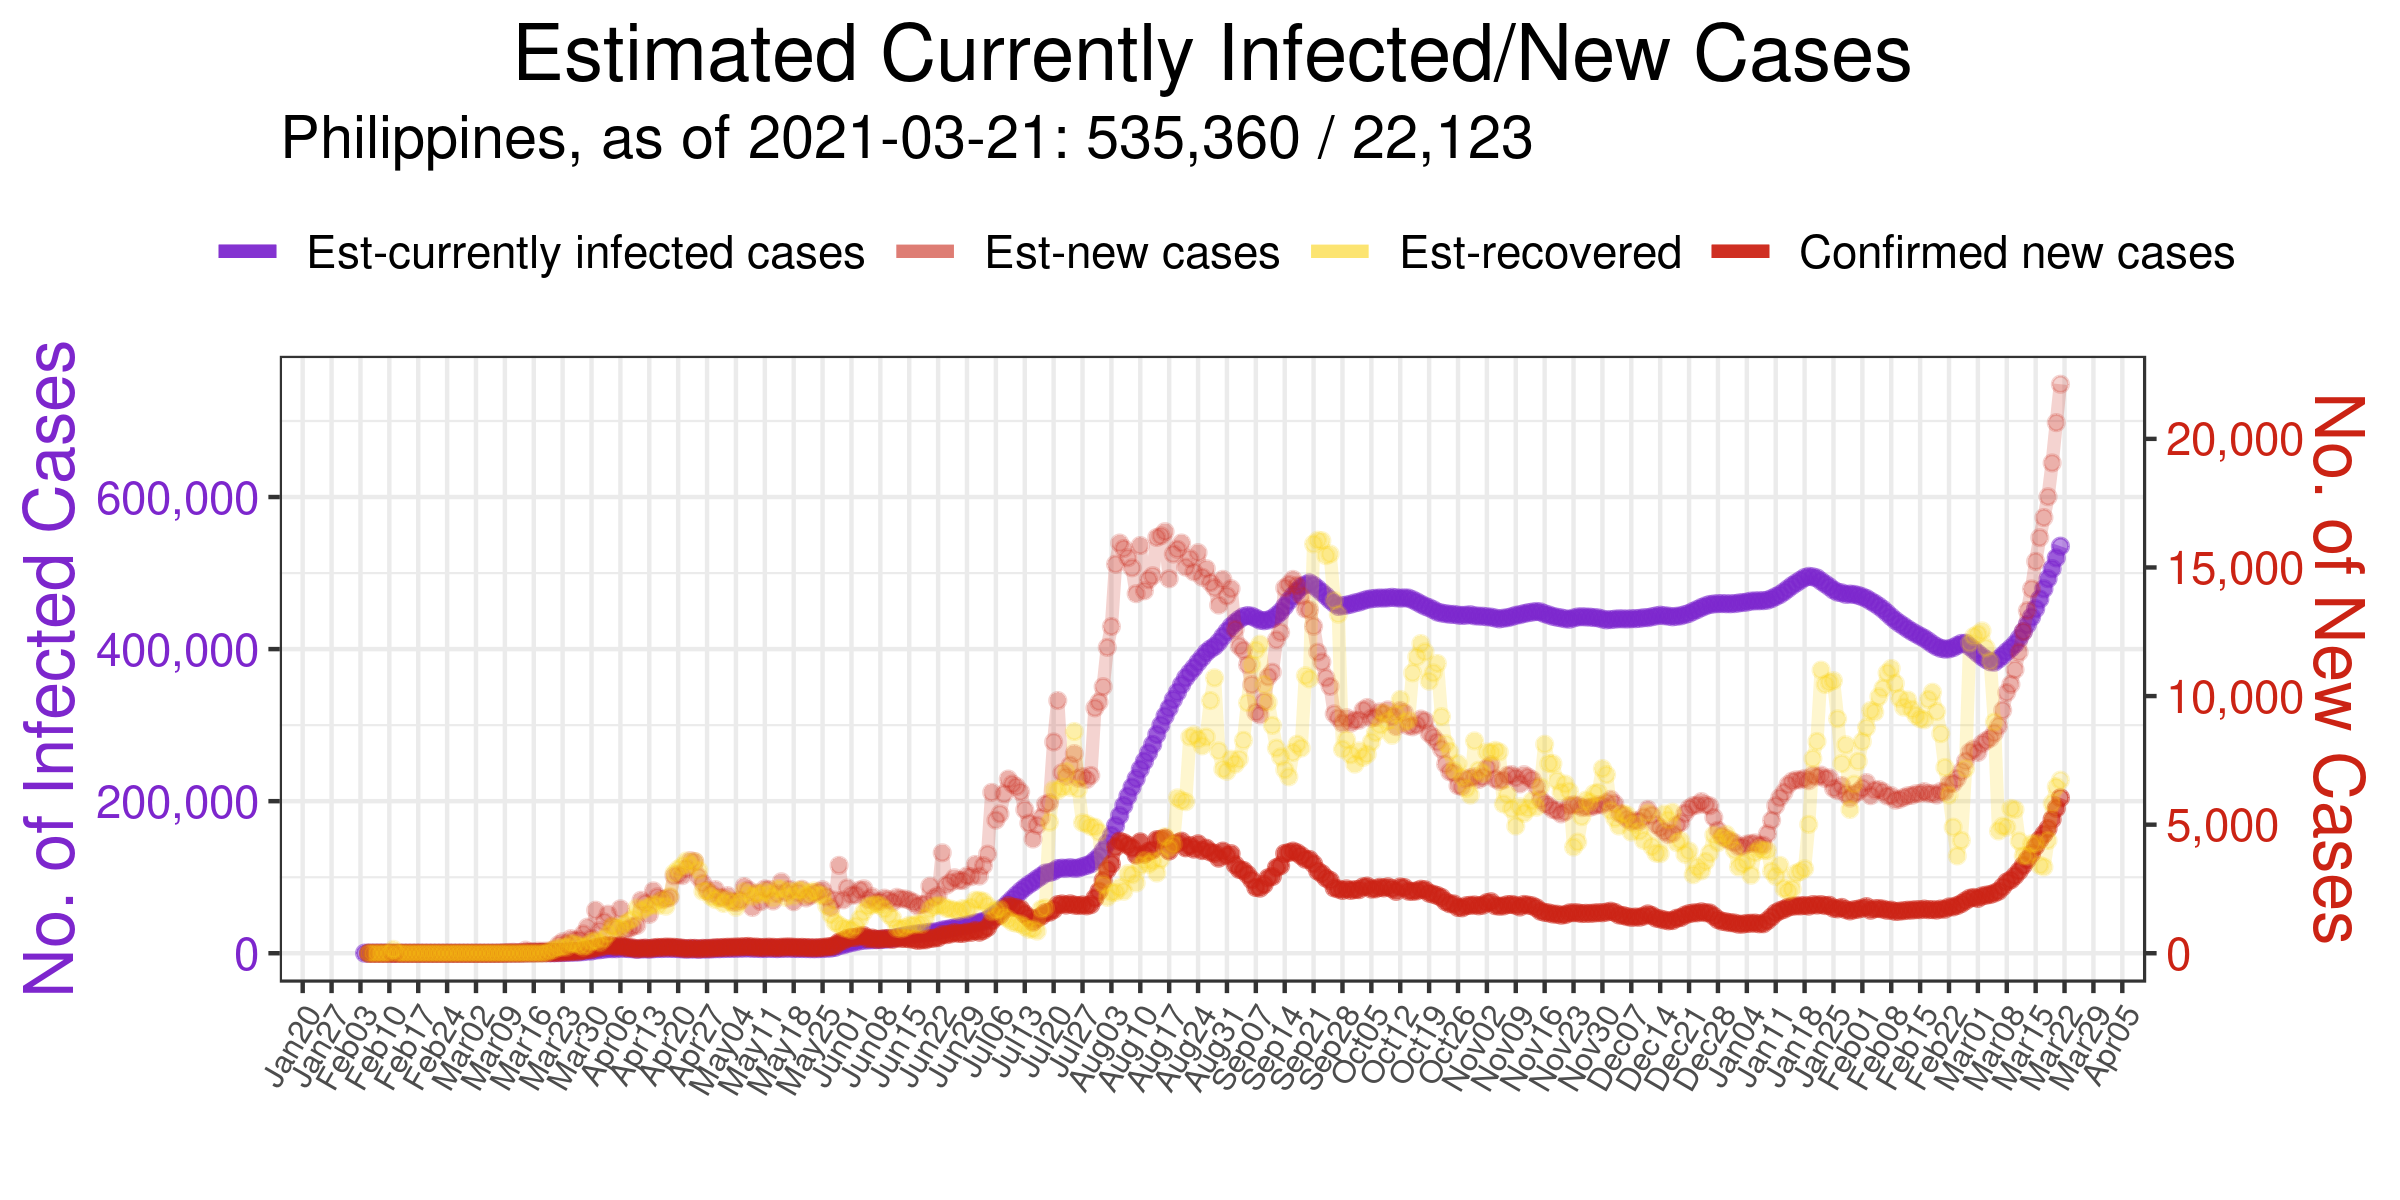 Estimated Currently Infected/New Cases
Philippines, as of 2021-03-21: 535,360 / 22,123
Est-currently infected cases Est-new cases Est-recovered Confirmed new cases
No. of Infected Cases
600,000
400,000
200,000
0
20,000
15,000
10,000
5,000
0
No. of New Cases
Jan20 Jan27 Feb03 Feb10 Feb17 Feb24 Mar02 Mar09 Mar16 Mar23 Mar30 Apr06 Apr13 Apr20 Apr27 May04 May11 May18 May25 Jun01 Jun08 Jun15 Jun22 Jun29 Jul06 Jul13 Jul20 Jul27 Aug03 Aug10 Aug17 Aug24 Aug31 Sep07 Sep14 Sep21 Sep28 Oct05 Oct12 Oct19 Oct26 Nov02 Nov09 Nov16 Nov23 Nov30 Dec07 Dec14 Dec21 Dec28 Jan04 Jan11 Jan18 Jan25 Feb01 Feb08 Feb15 Feb22 Mar01 Mar08 Mar15 Mar22 Mar29 Apr05